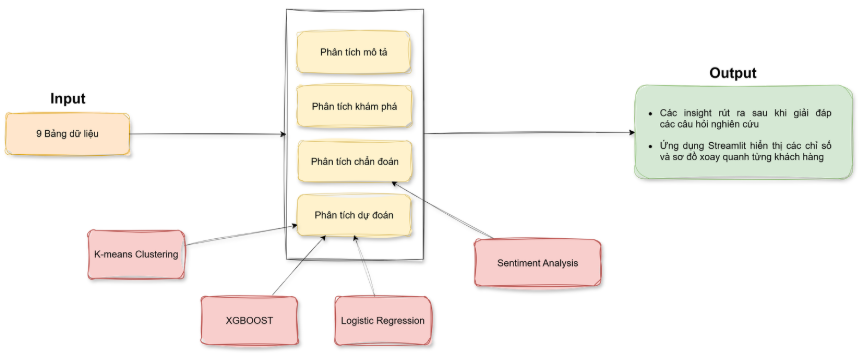 Input
9 Bảng dữ liệu
Phân tích mô tả
Phân tích khám phá
Phân tích chẩn đoán
Phân tích dự đoán
K-means Clustering
XGBOOST
Logistic Regression
Sentiment Analysis
Output
• Các insight rút ra sau khi giải đáp
các câu hỏi nghiên cứu
• Ứng dụng Streamlit hiển thị các chỉ số
và sơ đồ xoay quanh từng khách hàng